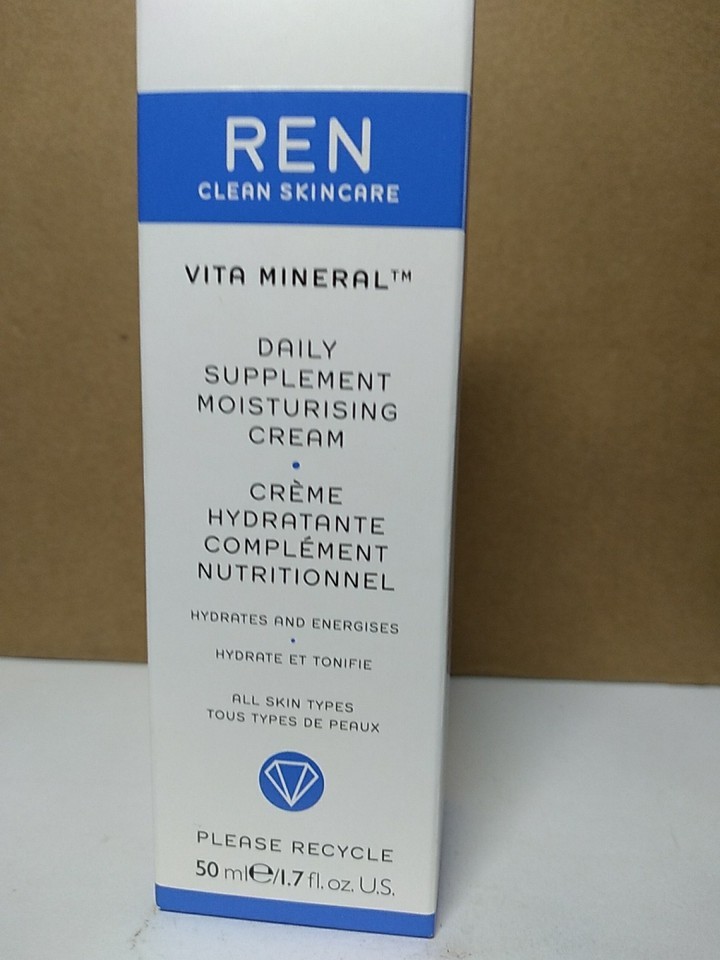 REN
CLEAN SKINCARE
VITA MINERAL™
DAILY
SUPPLEMENT
MOISTURISING
CREAM
•
CRÈME
HYDRATANTE
COMPLÉMENT
NUTRITIONNEL
HYDRATES AND ENERGISES
•
HYDRATE ET TONIFIE
ALL SKIN TYPES
TOUS TYPES DE PEAUX
PLEASE RECYCLE
50 ml℮/1.7 fl. oz. U.S.